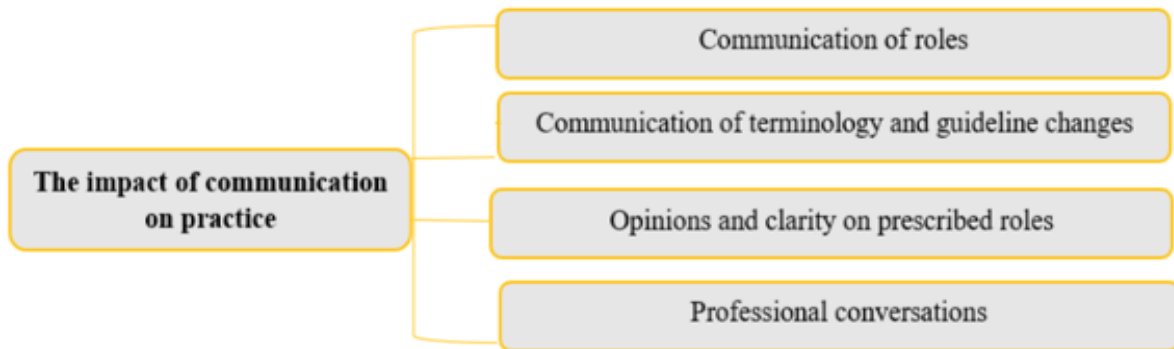 Communication of roles
Communication of terminology and guideline changes
The impact of communication
on practice
Opinions and clarity on prescribed roles
Professional conversations